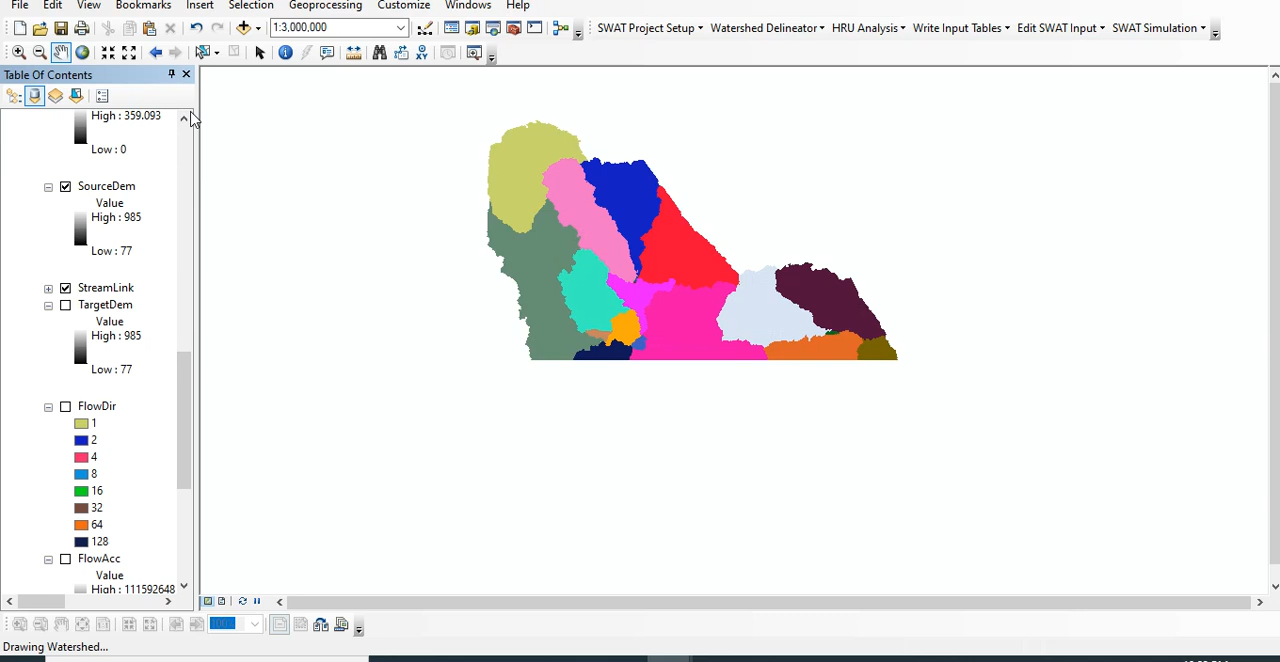 File Edit View Bookmarks Insert Selection Geoprocessing Customize Windows Help
1:3,000,000 SWAT Project Setup Watershed Delineator HRU Analysis Write Input Tables Edit SWAT Input SWAT Simulation
Table Of Contents
High : 359.093
Low : 0
SourceDem
Value
High : 985
Low : 77
StreamLink
TargetDem
Value
High : 985
Low : 77
FlowDir
1
2
4
8
16
32
64
128
FlowAcc
Value
High : 111592648
Drawing Watershed...